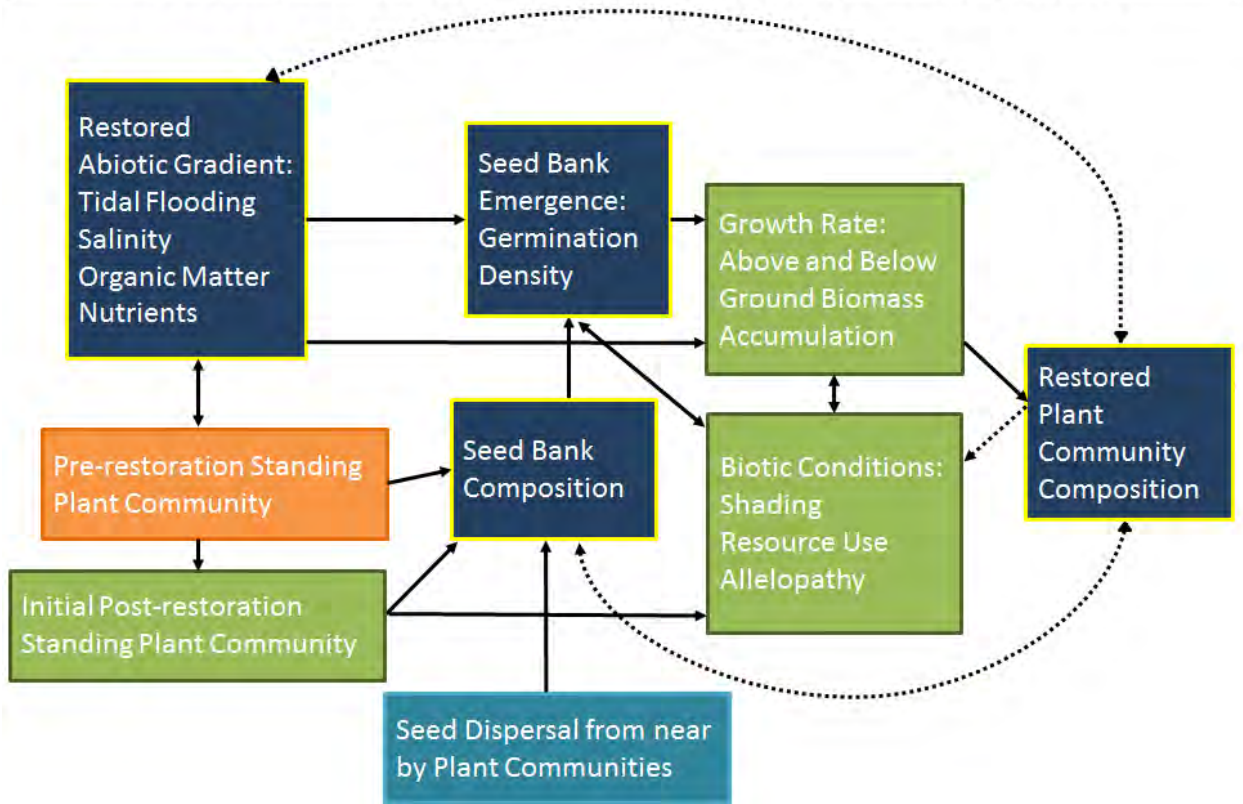 Restored
Abiotic Gradient:
Tidal Flooding
Salinity
Organic Matter
Nutrients
Seed Bank
Emergence:
Germination
Density
Growth Rate:
Above and Below
Ground Biomass
Accumulation
Restored
Plant
Community
Composition
Pre-restoration Standing
Plant Community
Seed Bank
Composition
Biotic Conditions:
Shading
Resource Use
Allelopathy
Initial Post-restoration
Standing Plant Community
Seed Dispersal from near
by Plant Communities